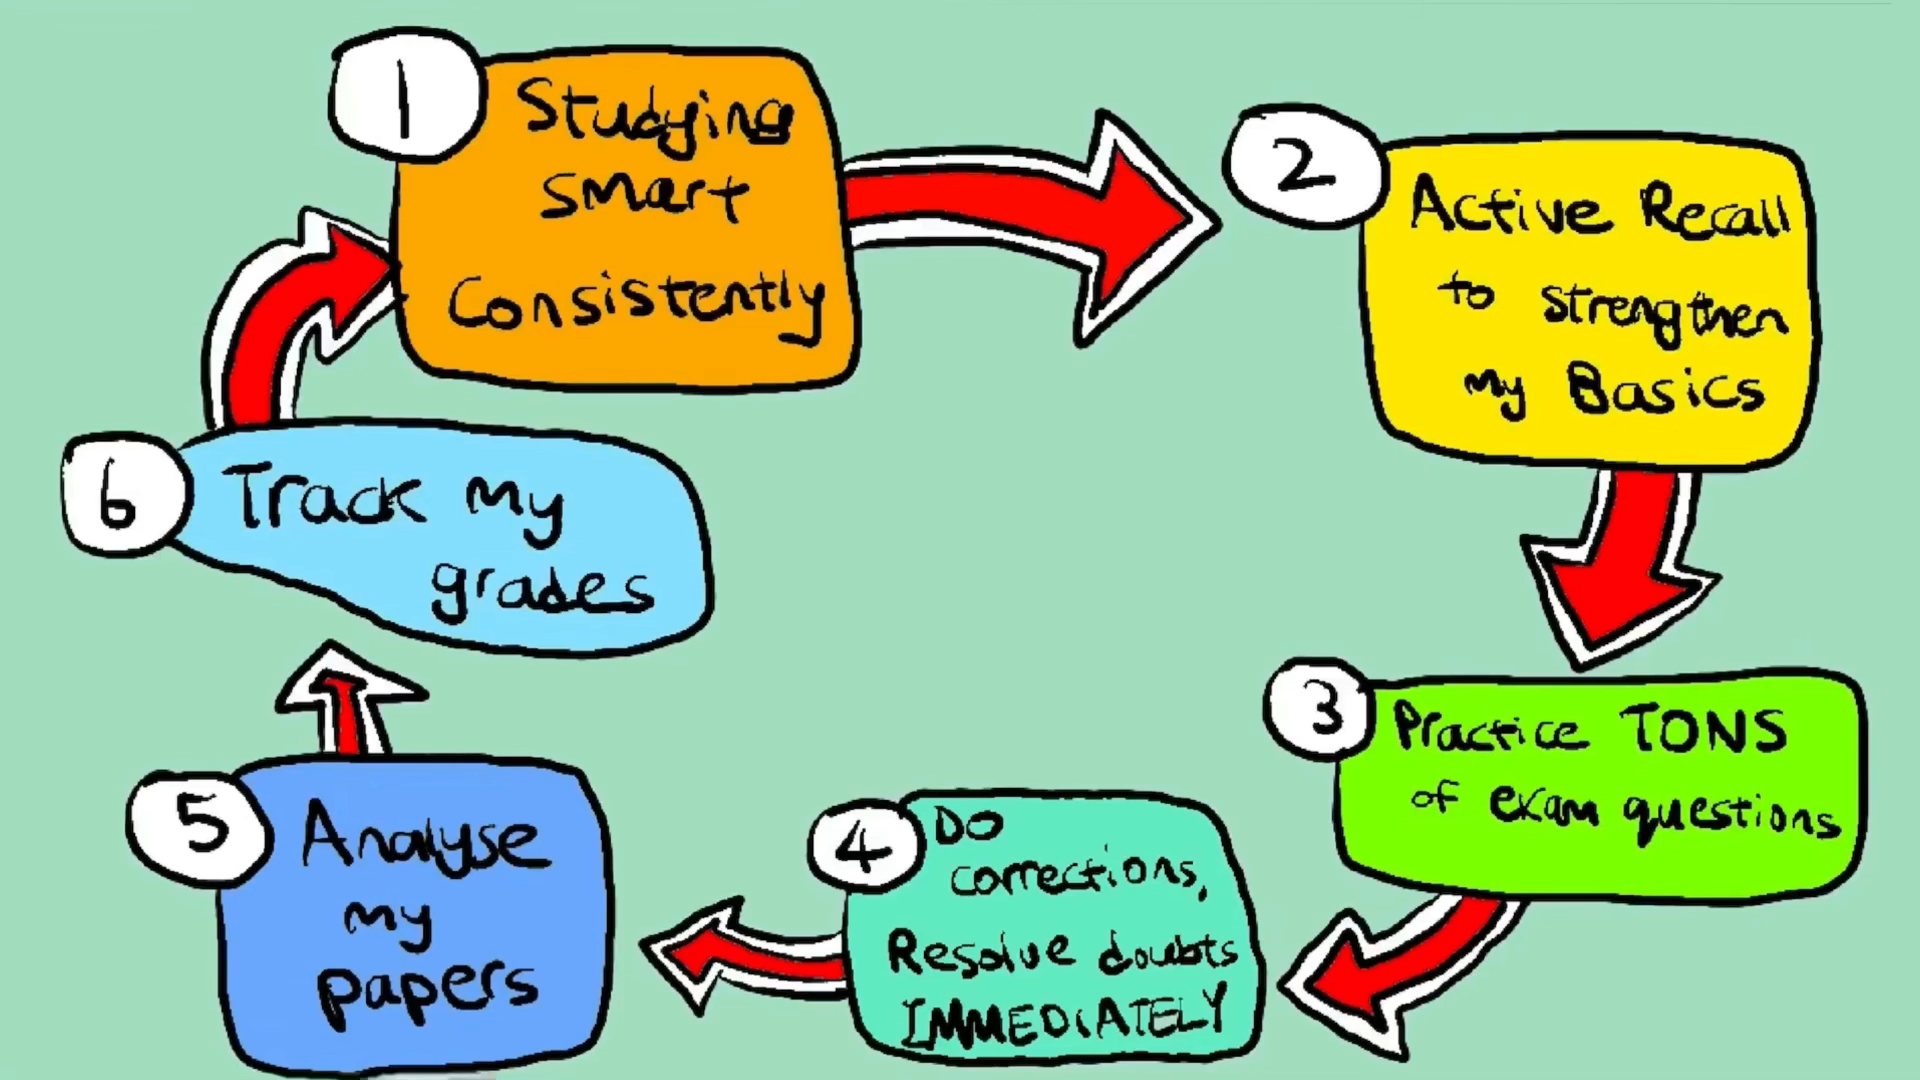 1
Studying
smart
Consistently
2
Active Recall
to strengthen
my Basics
3
Practice TONS
of exam questions
4
Do
corrections,
Resolve doubts
IMMEDIATELY
5
Analyse
my
papers
6
Track my
grades